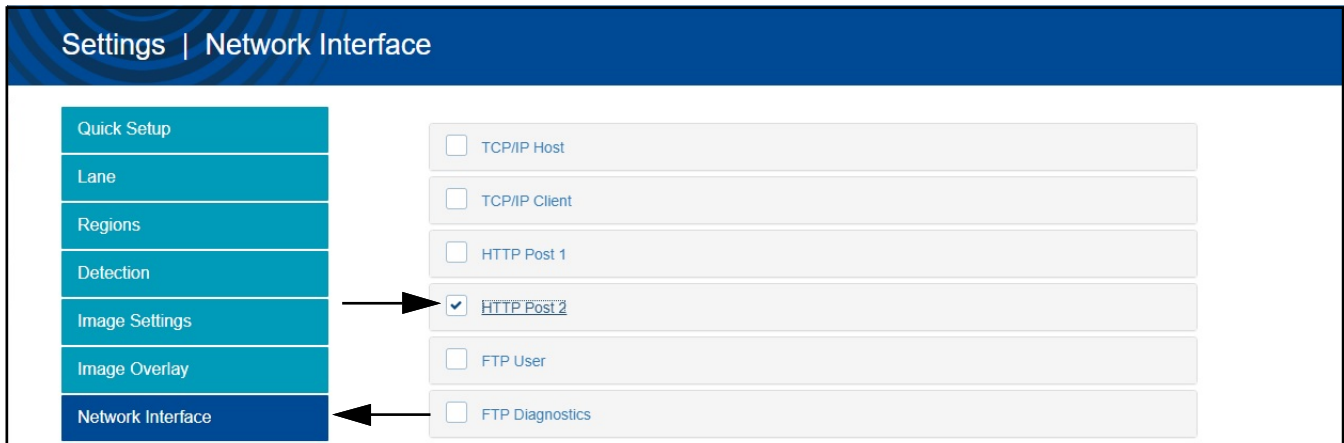 Settings | Network Interface
Quick Setup
Lane
Regions
Detection
Image Settings
Image Overlay
Network Interface
TCP/IP Host
TCP/IP Client
HTTP Post 1
HTTP Post 2
FTP User
FTP Diagnostics